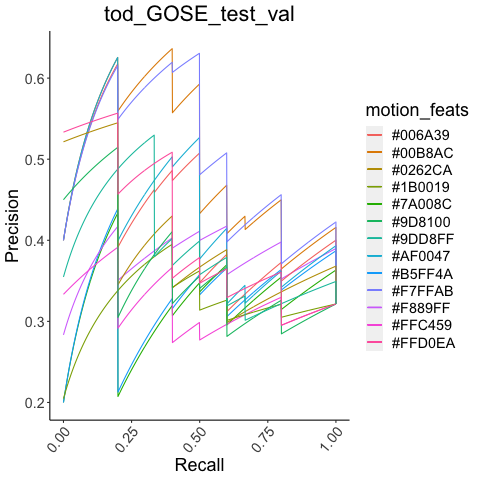 tod_GOSE_test_val
Precision
0.6
0.5
0.4
0.3
0.2
0.00
0.25
0.50
0.75
1.00
Recall
motion_feats
#006A39
#00B8AC
#0262CA
#1B0019
#7A008C
#9D8100
#9DD8FF
#AF0047
#B5FF4A
#F7FFAB
#F889FF
#FFC459
#FFD0EA